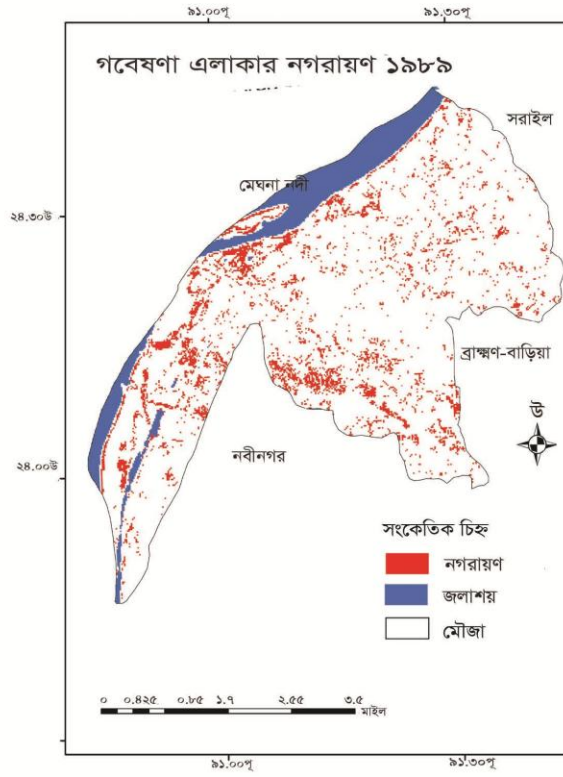 ৯১.০০পূ ৯১.৩০পূ
গবেষণা এলাকার নগরায়ণ ১৯৮৯
সরাইল
মেঘনা নদী
২৪.৩০উ
ব্রাহ্মণ-বাড়িয়া
উ
নবীনগর
২৪.০০উ
সংকেতিক চিহ্ন
নগরায়ণ
জলাশয়
মৌজা
০ ০.৪২৫ ০.৮৫ ১.৭ ২.৫৫ ৩.৫
মাইল
৯১.০০পূ ৯১.৩০পূ